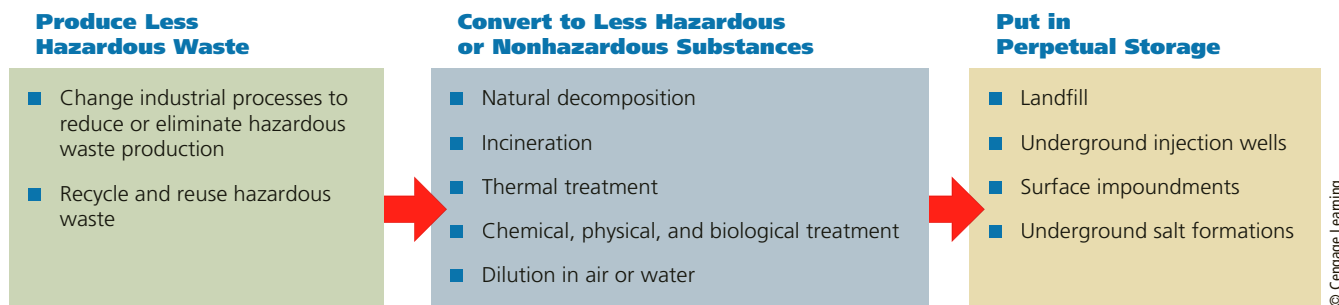 Produce Less
Hazardous Waste
Change industrial processes to
reduce or eliminate hazardous
waste production
Recycle and reuse hazardous
waste
Convert to Less Hazardous
or Nonhazardous Substances
Natural decomposition
Incineration
Thermal treatment
Chemical, physical, and biological treatment
Dilution in air or water
Put in
Perpetual Storage
Landfill
Underground injection wells
Surface impoundments
Underground salt formations
© Cengage Learning